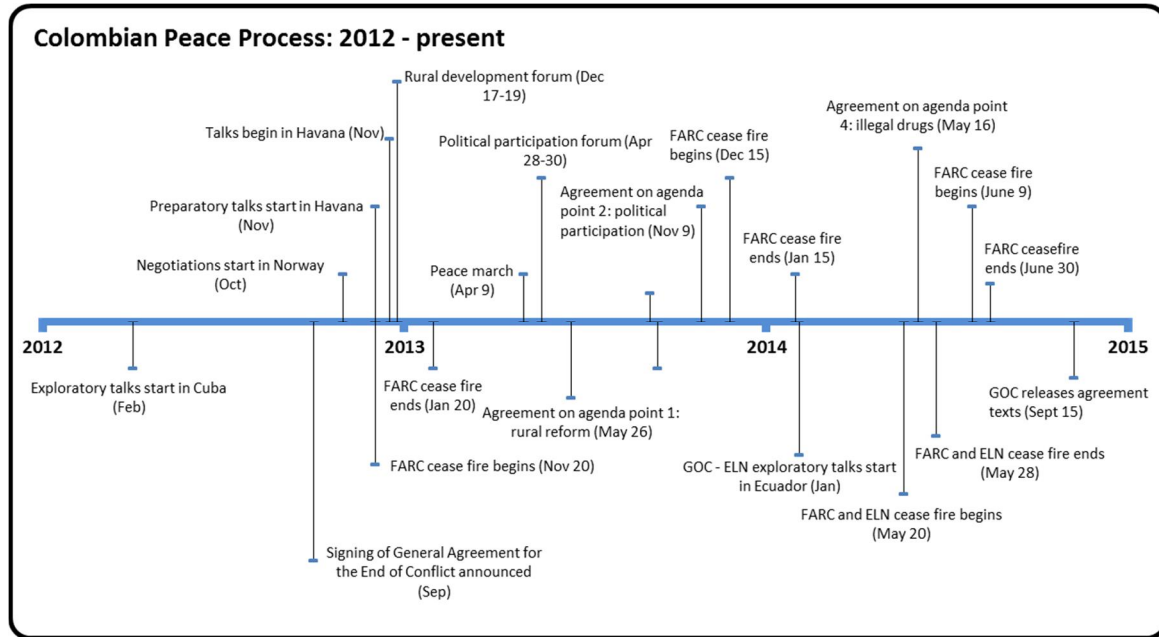 Colombian Peace Process: 2012 - present
Rural development forum (Dec
17-19)
Talks begin in Havana (Nov)
Preparatory talks start in Havana
(Nov)
Negotiations start in Norway
(Oct)
Political participation forum (Apr
28-30)
Peace march
(Apr 9)
FARC cease fire
begins (Dec 15)
Agreement on agenda
point 2: political
participation (Nov 9)
FARC cease fire
ends (Jan 15)
Agreement on agenda point
4: illegal drugs (May 16)
FARC cease fire
begins (June 9)
FARC ceasefire
ends (June 30)
2012
2013
2014
2015
Exploratory talks start in Cuba
(Feb)
FARC cease fire
ends (Jan 20)
Agreement on agenda point 1:
rural reform (May 26)
FARC cease fire begins (Nov 20)
Signing of General Agreement for
the End of Conflict announced
(Sep)
GOC - ELN exploratory talks start
in Ecuador (Jan)
FARC and ELN cease fire begins
(May 20)
FARC and ELN cease fire ends
(May 28)
GOC releases agreement
texts (Sept 15)